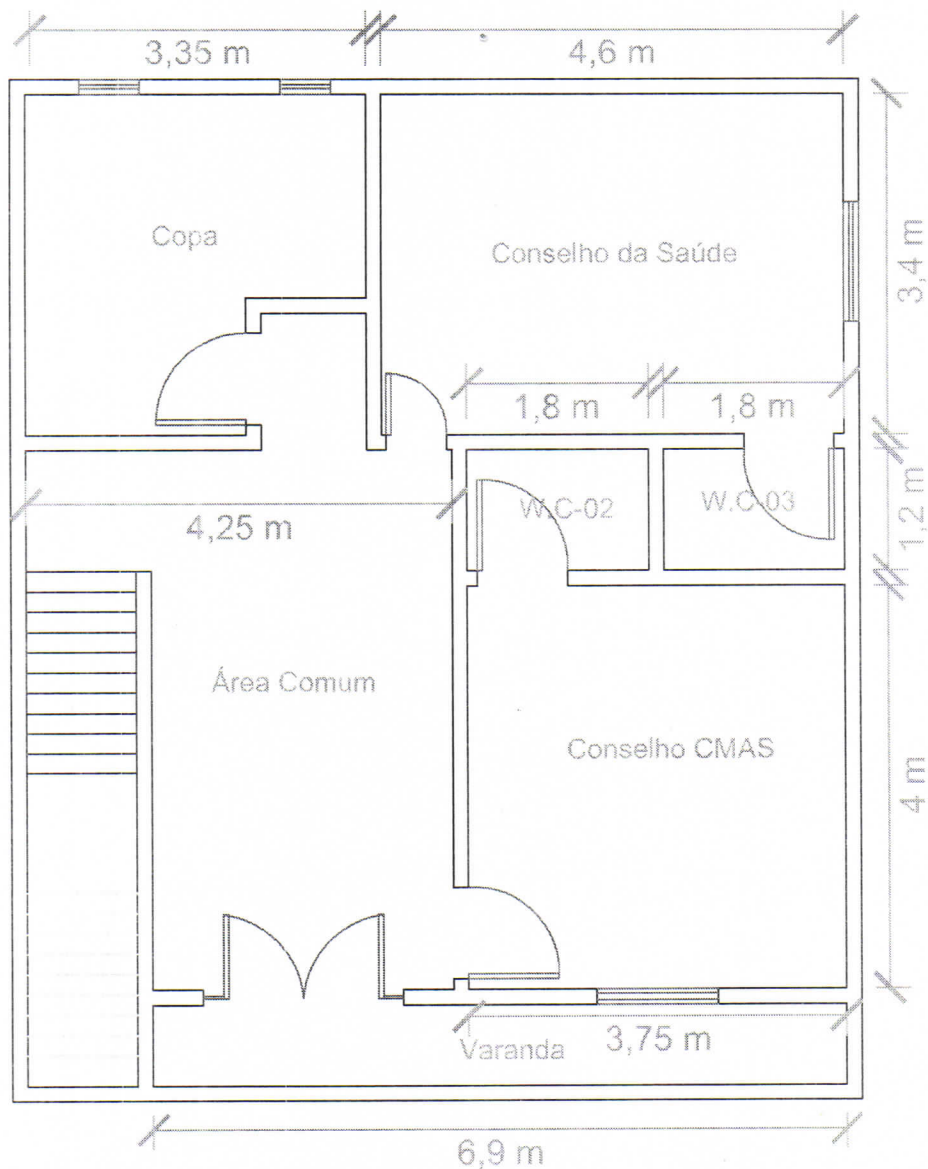 3,35 m
4,6 m
Copa
Conselho da Saúde
3,4 m
1,8 m
1,8 m
W.C-02
W.C-03
1,2 m
4,25 m
Área Comum
Conselho CMAS
4 m
Varanda
3,75 m
6,9 m